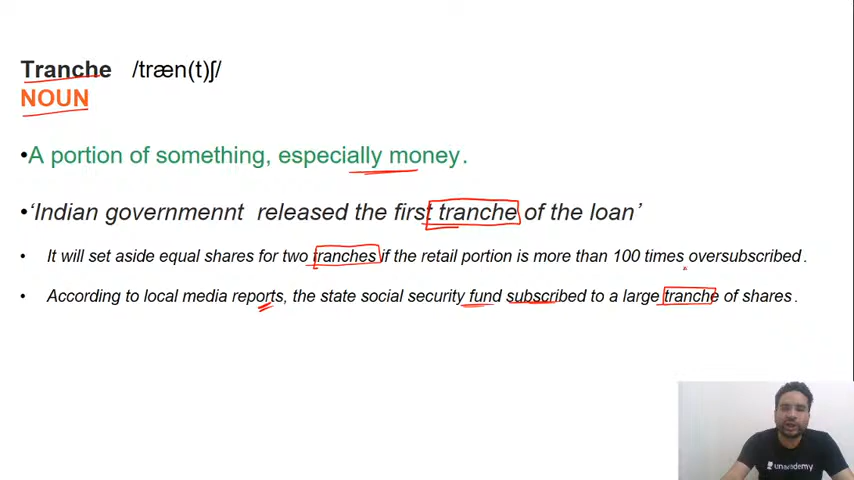 Tranche /træn(t)ʃ/
NOUN
•A portion of something, especially money.
•‘Indian governmennt released the first tranche of the loan’
• It will set aside equal shares for two tranches if the retail portion is more than 100 times oversubscribed.
• According to local media reports, the state social security fund subscribed to a large tranche of shares.
unacademy